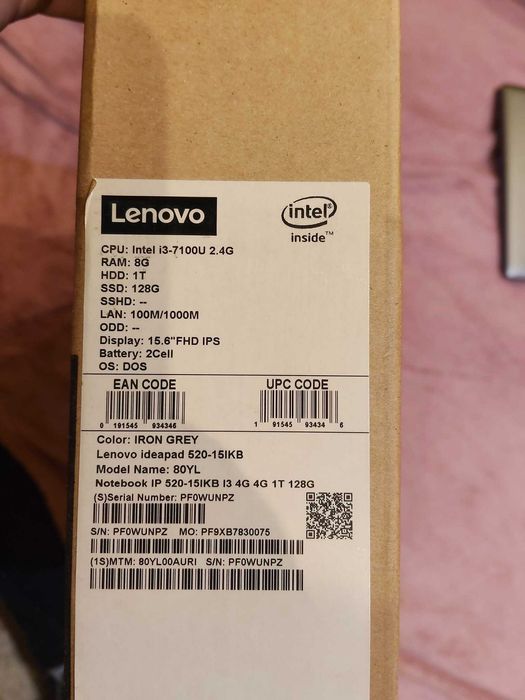 Lenovo
intel®
inside™
CPU: Intel i3-7100U 2.4G
RAM: 8G
HDD: 1T
SSD: 128G
SSHD: --
LAN: 100M/1000M
ODD: --
Display: 15.6"FHD IPS
Battery: 2Cell
OS: DOS
EAN CODE UPC CODE
0 191545 934346 1 91545 93434 6
Color: IRON GREY
Lenovo ideapad 520-15IKB
Model Name: 80YL
Notebook IP 520-15IKB I3 4G 4G 1T 128G
(S)Serial Number: PF0WUNPZ
S/N: PF0WUNPZ MO: PF9XB7830075
(1S)MTM: 80YL00AURI S/N: PF0WUNPZ